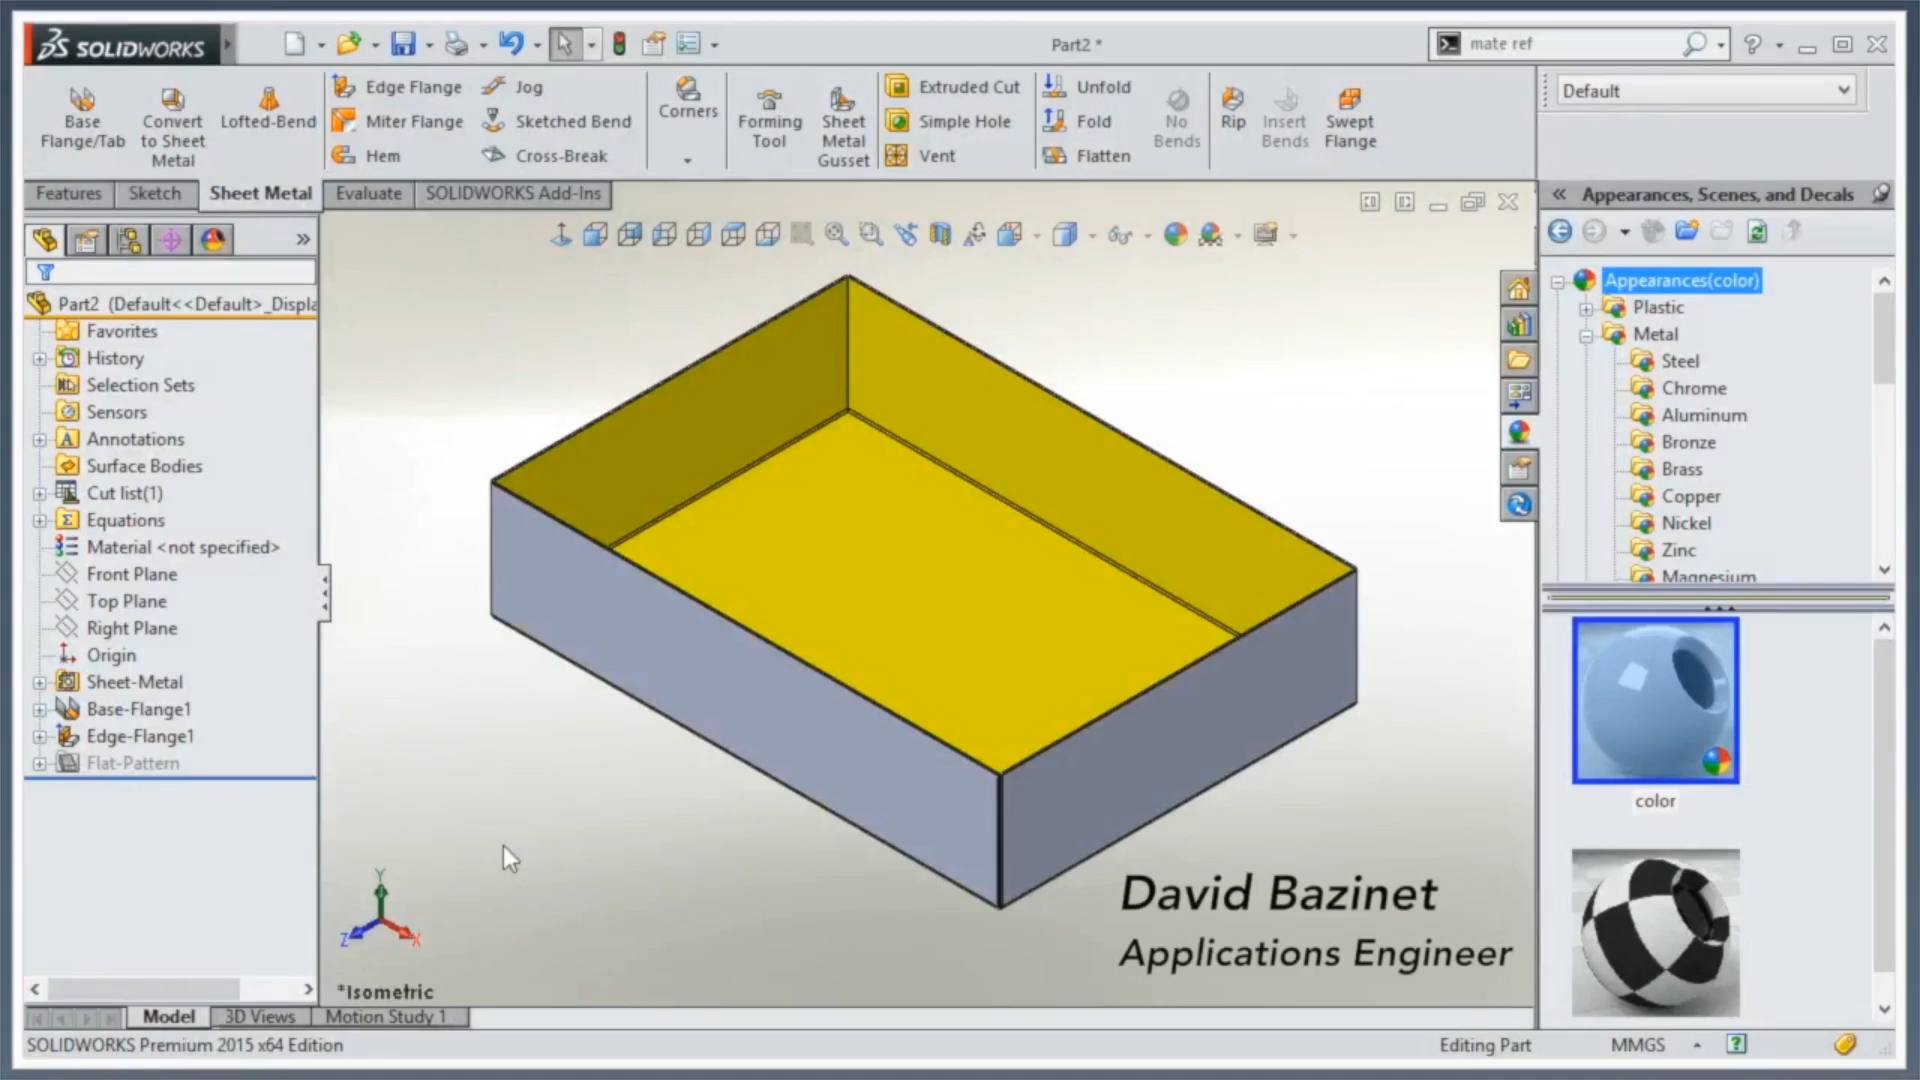 SOLIDWORKS
Part2 *
mate ref
Base Flange/Tab
Convert to Sheet Metal
Lofted-Bend
Edge Flange
Miter Flange
Hem
Jog
Sketched Bend
Cross-Break
Corners
Forming Tool
Sheet Metal Gusset
Extruded Cut
Simple Hole
Vent
Unfold
Fold
Flatten
No Bends
Rip
Insert Bends
Swept Flange
Default
Features
Sketch
Sheet Metal
Evaluate
SOLIDWORKS Add-Ins
Appearances, Scenes, and Decals
Part2 (Default<<Default>_Displa
Favorites
History
Selection Sets
Sensors
Annotations
Surface Bodies
Cut list(1)
Equations
Material <not specified>
Front Plane
Top Plane
Right Plane
Origin
Sheet-Metal
Base-Flange1
Edge-Flange1
Flat-Pattern
Y
Z
X
*Isometric
David Bazinet
Applications Engineer
Appearances(color)
Plastic
Metal
Steel
Chrome
Aluminum
Bronze
Brass
Copper
Nickel
Zinc
Magnesium
color
Model
3D Views
Motion Study 1
SOLIDWORKS Premium 2015 x64 Edition
Editing Part
MMGS